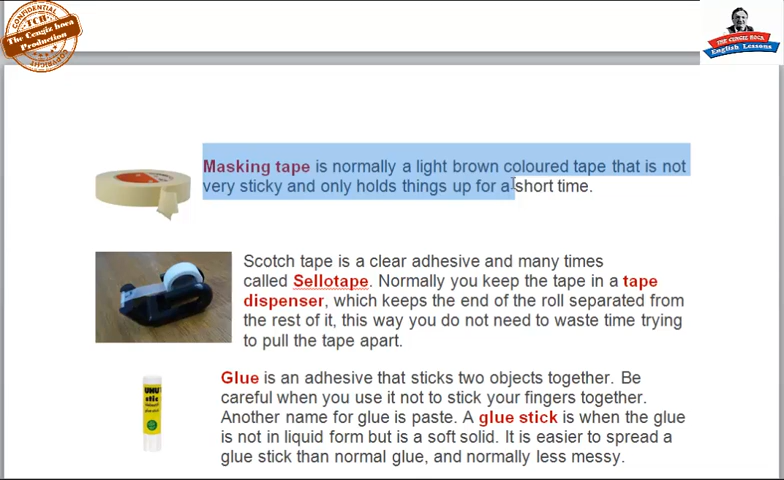 CONFIDENTIAL
TCH
The Cengiz hoca
Production
COPYRIGHT
THE CENGIZ HOCA
English Lessons
Masking tape is normally a light brown coloured tape that is not
very sticky and only holds things up for a short time.
Scotch tape is a clear adhesive and many times
called Sellotape. Normally you keep the tape in a tape
dispenser, which keeps the end of the roll separated from
the rest of it, this way you do not need to waste time trying
to pull the tape apart.
UHU
stic
Glue is an adhesive that sticks two objects together. Be
careful when you use it not to stick your fingers together.
Another name for glue is paste. A glue stick is when the glue
is not in liquid form but is a soft solid. It is easier to spread a
glue stick than normal glue, and normally less messy.